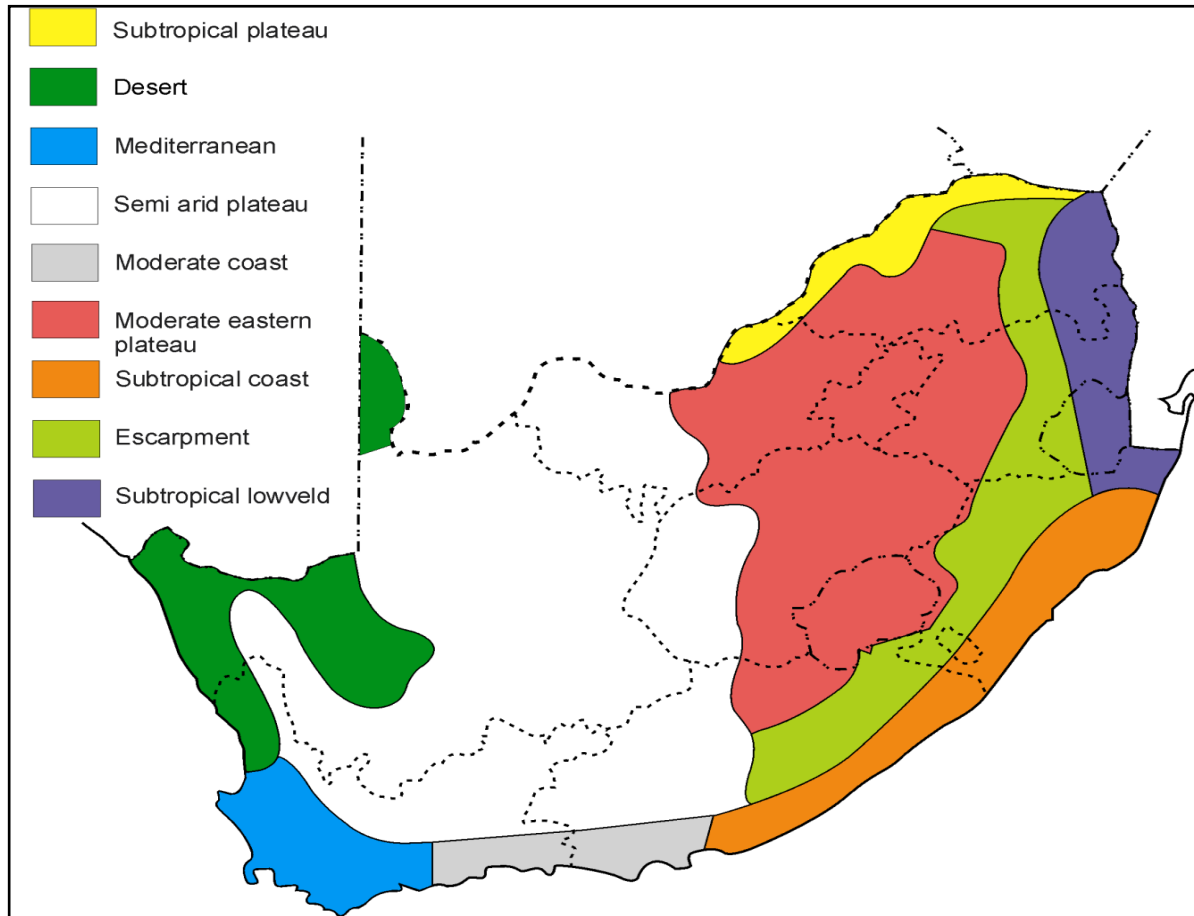 Subtropical plateau
Desert
Mediterranean
Semi arid plateau
Moderate coast
Moderate eastern
plateau
Subtropical coast
Escarpment
Subtropical lowveld